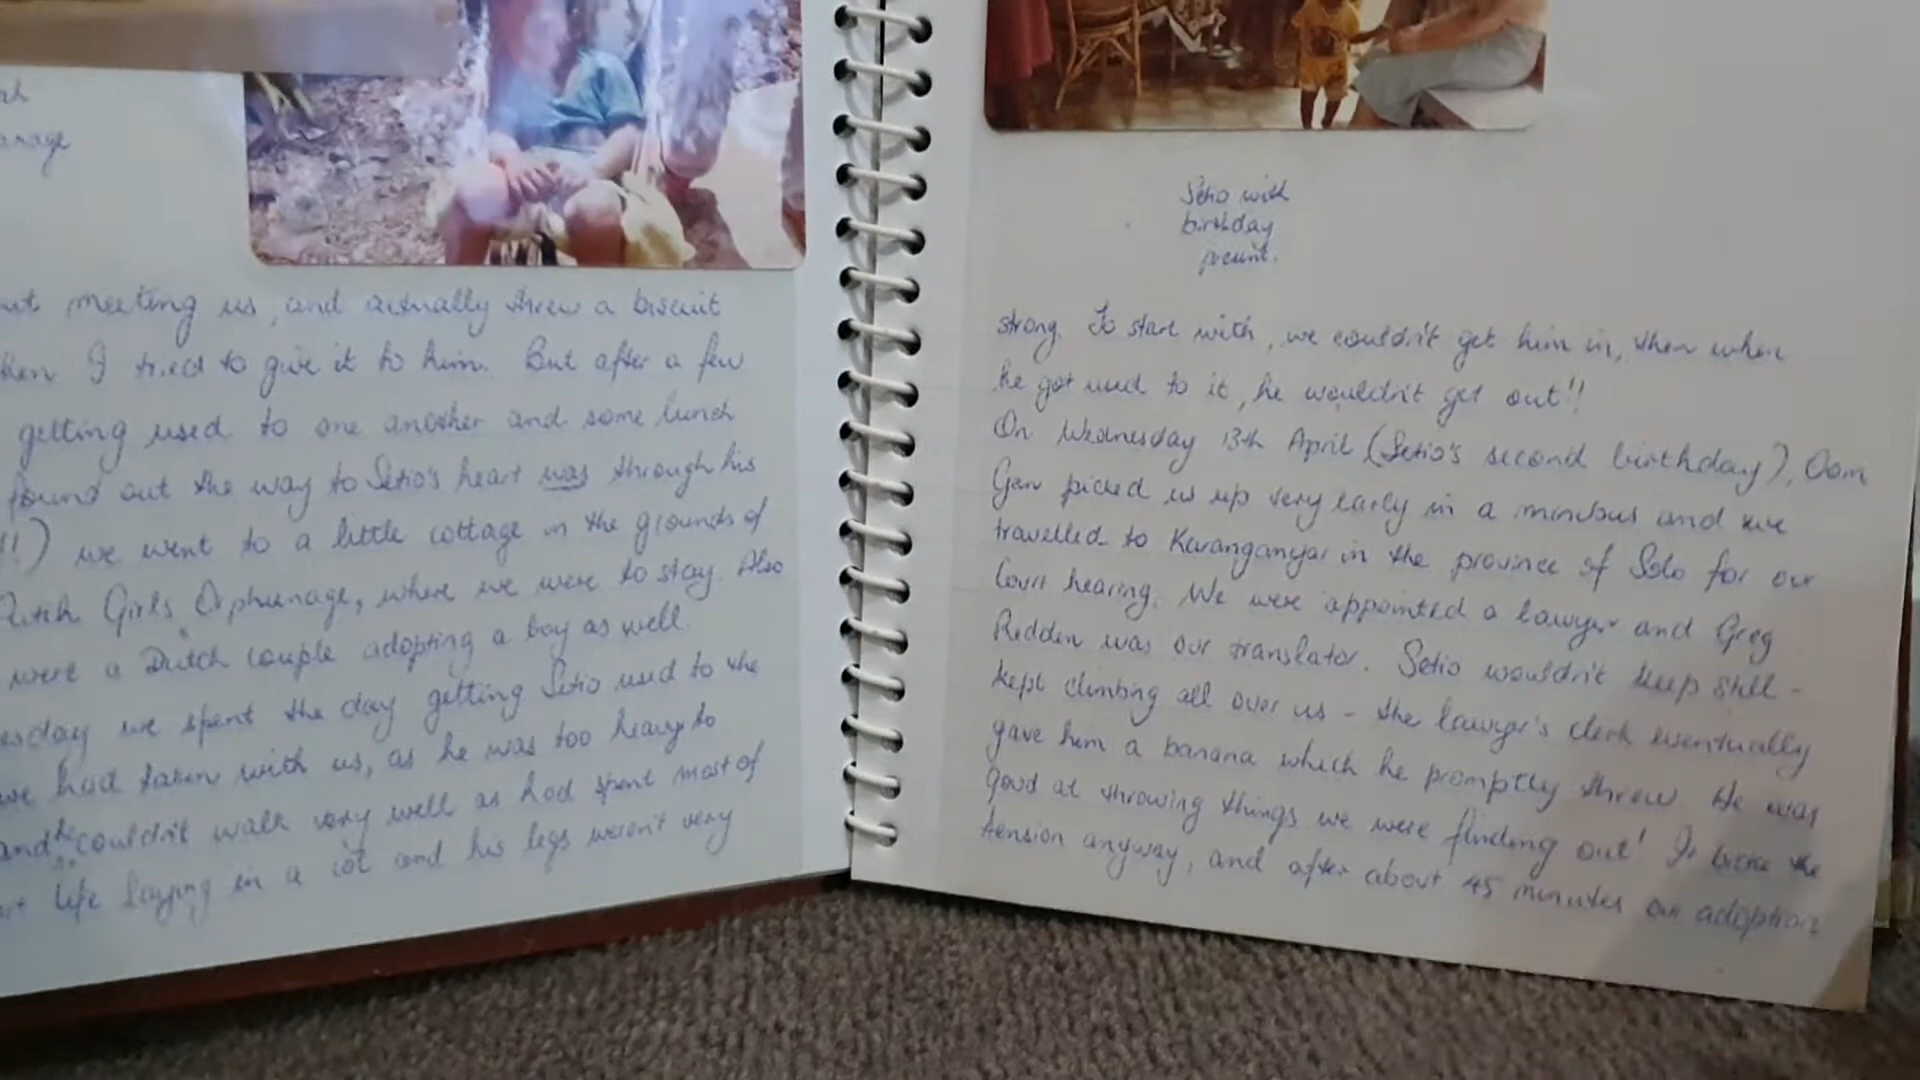 arage
meeting us, and actually threw a biscuit
I tried to give it to him. But after a few
getting used to one another and some lunch
found out the way to Setio's heart was through his
!!) we went to a little cottage in the grounds of
Dutch Girls Orphanage, where we were to stay. Also
were a Dutch couple adopting a boy as well.
we spent the day getting Setio used to the
we had taken with us, as he was too heavy to
and he couldn't walk very well as had spent most of
life laying in a cot and his legs weren't very
Setio with
birthday
present.
strong. To start with, we couldn't get him in, then when
he got used to it, he wouldn't get out!!
On Wednesday 13th April (Setio's second birthday), Oom
Gen picked us up very early in a minibus and we
travelled to Karanganyar in the province of Solo for our
Court hearing. We were appointed a lawyer and Greg
Redden was our translator. Setio wouldn't keep still -
kept climbing all over us - the lawyer's clerk eventually
gave him a banana which he promptly threw. He was
good at throwing things we were finding out! It broke the
tension anyway, and after about 45 minutes our adoption